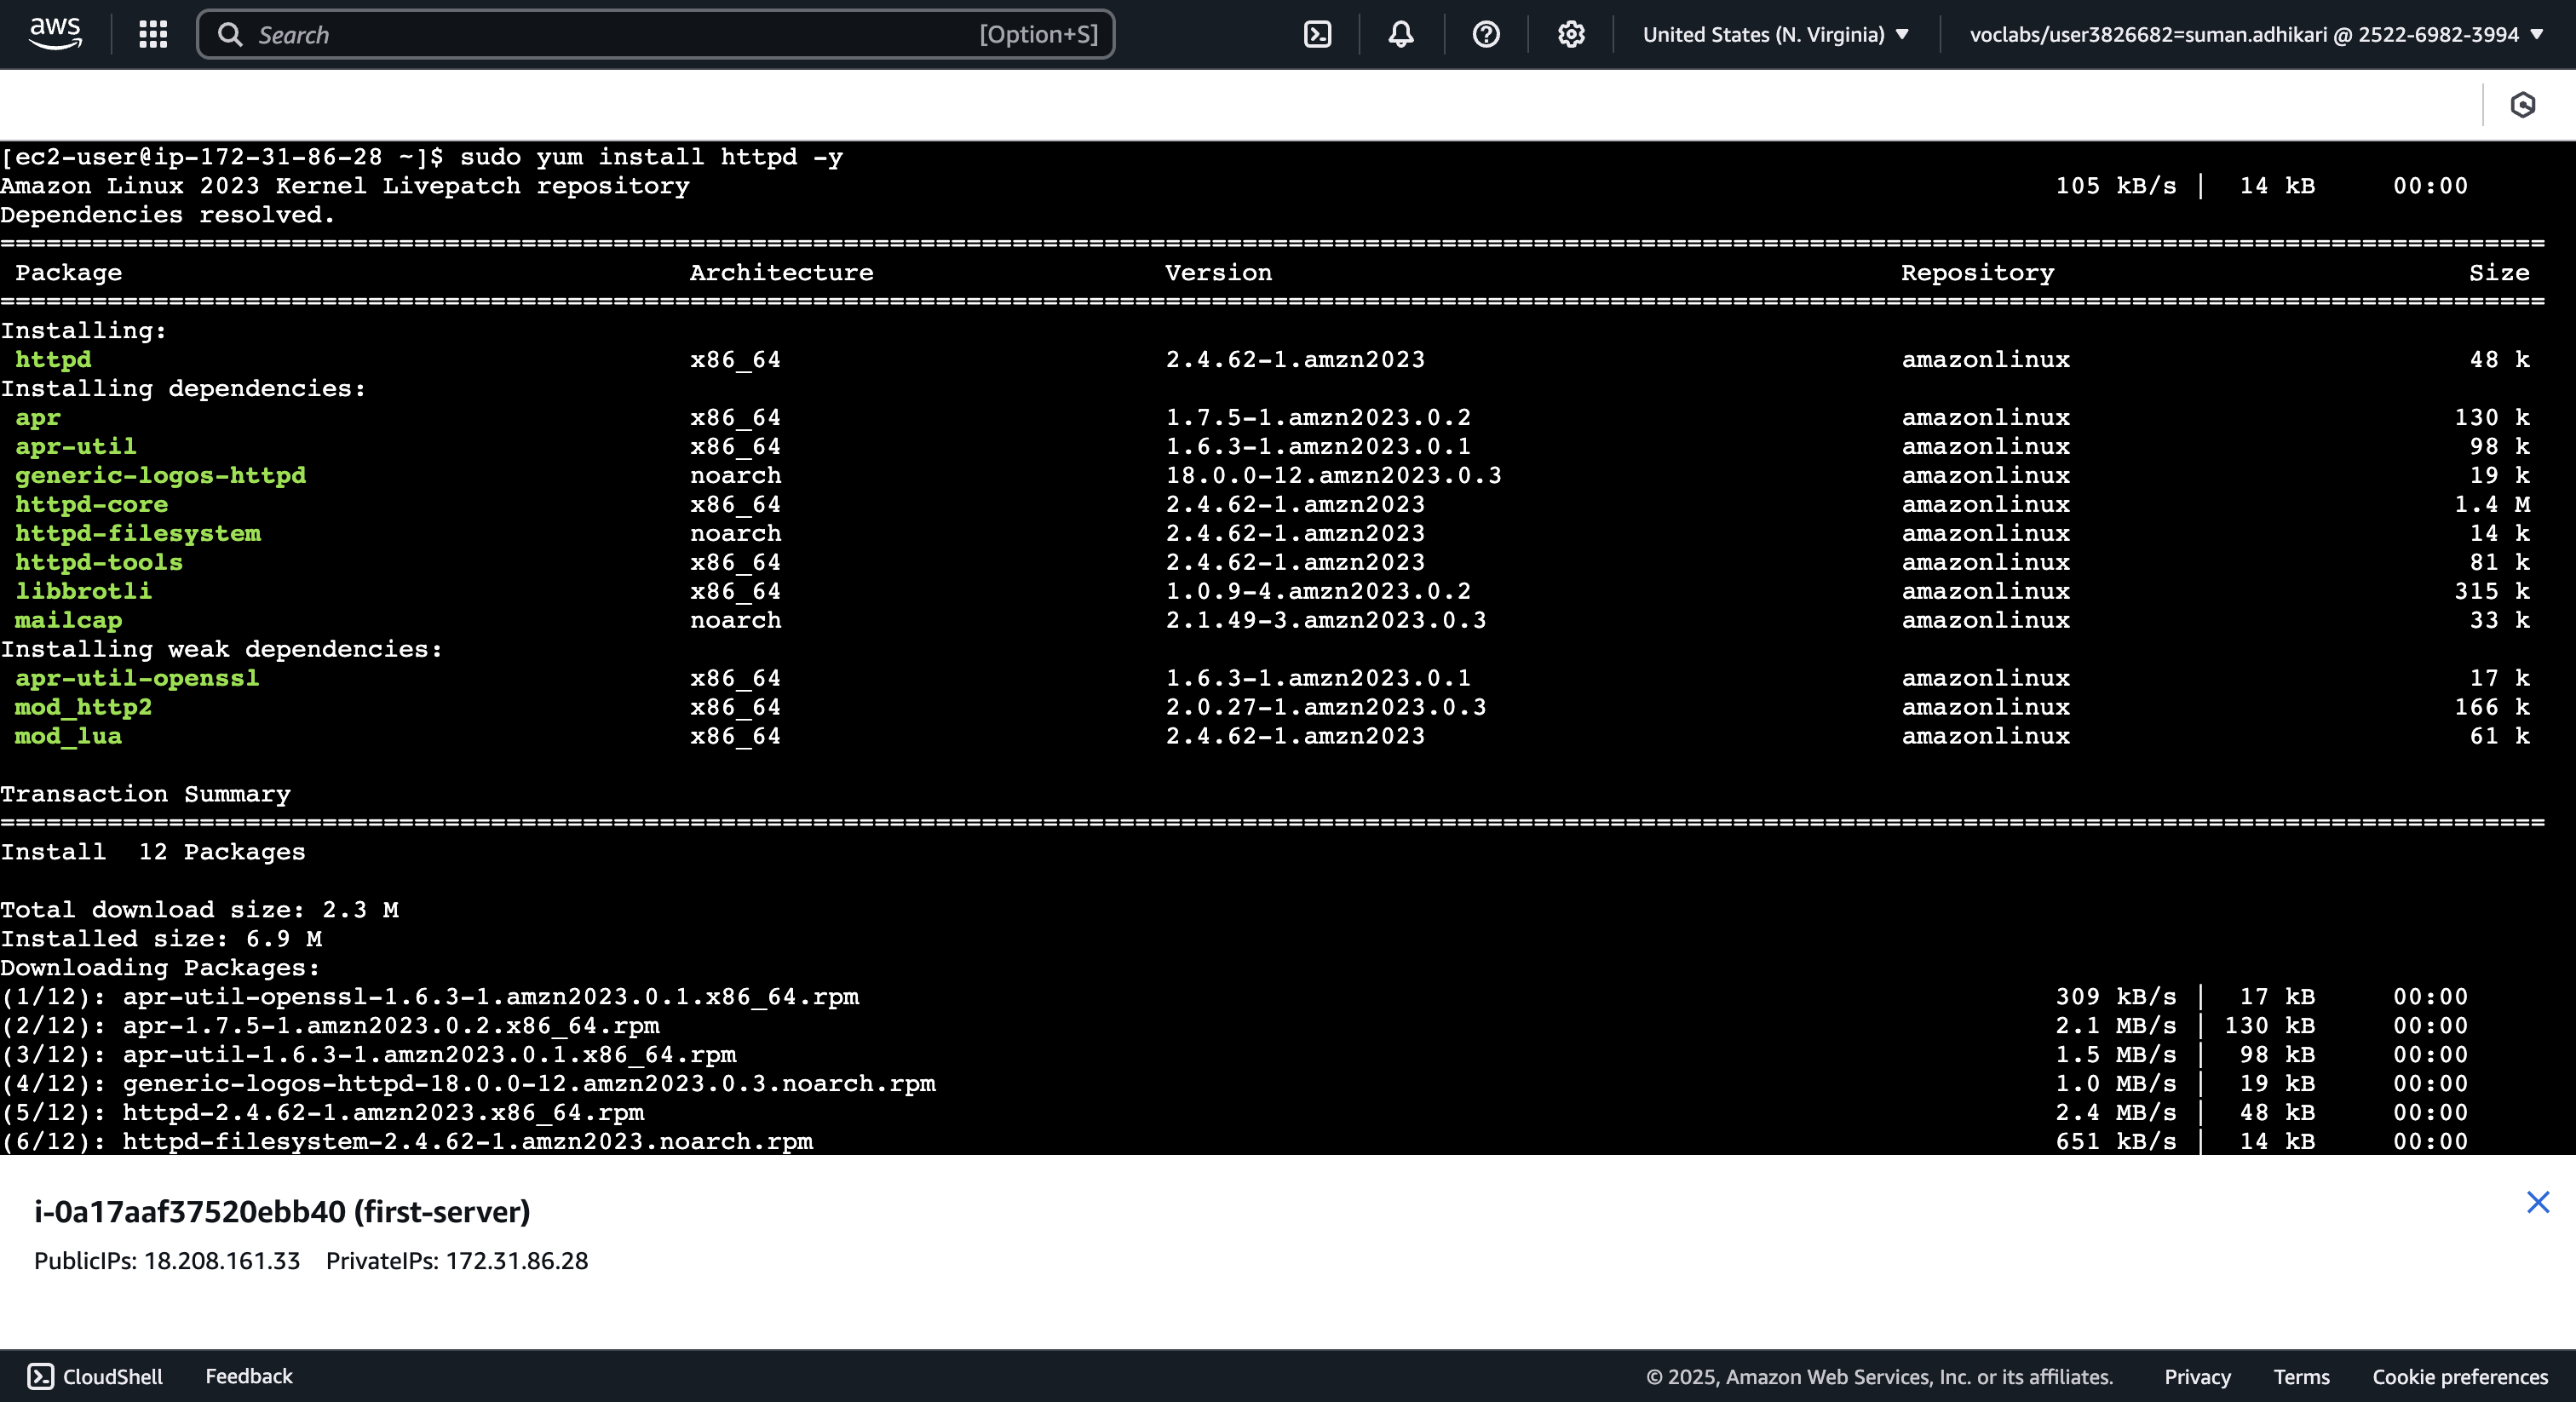 aws Search [Option+S] United States (N. Virginia) voclabs/user3826682=suman.adhikari @ 2522-6982-3994
[ec2-user@ip-172-31-86-28 ~]$ sudo yum install httpd -y
Amazon Linux 2023 Kernel Livepatch repository 105 kB/s | 14 kB 00:00
Dependencies resolved.
Package Architecture Version Repository Size
Installing:
httpd x86_64 2.4.62-1.amzn2023 amazonlinux 48 k
Installing dependencies:
apr x86_64 1.7.5-1.amzn2023.0.2 amazonlinux 130 k
apr-util x86_64 1.6.3-1.amzn2023.0.1 amazonlinux 98 k
generic-logos-httpd noarch 18.0.0-12.amzn2023.0.3 amazonlinux 19 k
httpd-core x86_64 2.4.62-1.amzn2023 amazonlinux 1.4 M
httpd-filesystem noarch 2.4.62-1.amzn2023 amazonlinux 14 k
httpd-tools x86_64 2.4.62-1.amzn2023 amazonlinux 81 k
libbrotli x86_64 1.0.9-4.amzn2023.0.2 amazonlinux 315 k
mailcap noarch 2.1.49-3.amzn2023.0.3 amazonlinux 33 k
Installing weak dependencies:
apr-util-openssl x86_64 1.6.3-1.amzn2023.0.1 amazonlinux 17 k
mod_http2 x86_64 2.0.27-1.amzn2023.0.3 amazonlinux 166 k
mod_lua x86_64 2.4.62-1.amzn2023 amazonlinux 61 k
Transaction Summary
Install 12 Packages
Total download size: 2.3 M
Installed size: 6.9 M
Downloading Packages:
(1/12): apr-util-openssl-1.6.3-1.amzn2023.0.1.x86_64.rpm 309 kB/s | 17 kB 00:00
(2/12): apr-1.7.5-1.amzn2023.0.2.x86_64.rpm 2.1 MB/s | 130 kB 00:00
(3/12): apr-util-1.6.3-1.amzn2023.0.1.x86_64.rpm 1.5 MB/s | 98 kB 00:00
(4/12): generic-logos-httpd-18.0.0-12.amzn2023.0.3.noarch.rpm 1.0 MB/s | 19 kB 00:00
(5/12): httpd-2.4.62-1.amzn2023.x86_64.rpm 2.4 MB/s | 48 kB 00:00
(6/12): httpd-filesystem-2.4.62-1.amzn2023.noarch.rpm 651 kB/s | 14 kB 00:00
i-0a17aaf37520ebb40 (first-server)
PublicIPs: 18.208.161.33 PrivateIPs: 172.31.86.28
CloudShell Feedback © 2025, Amazon Web Services, Inc. or its affiliates. Privacy Terms Cookie preferences